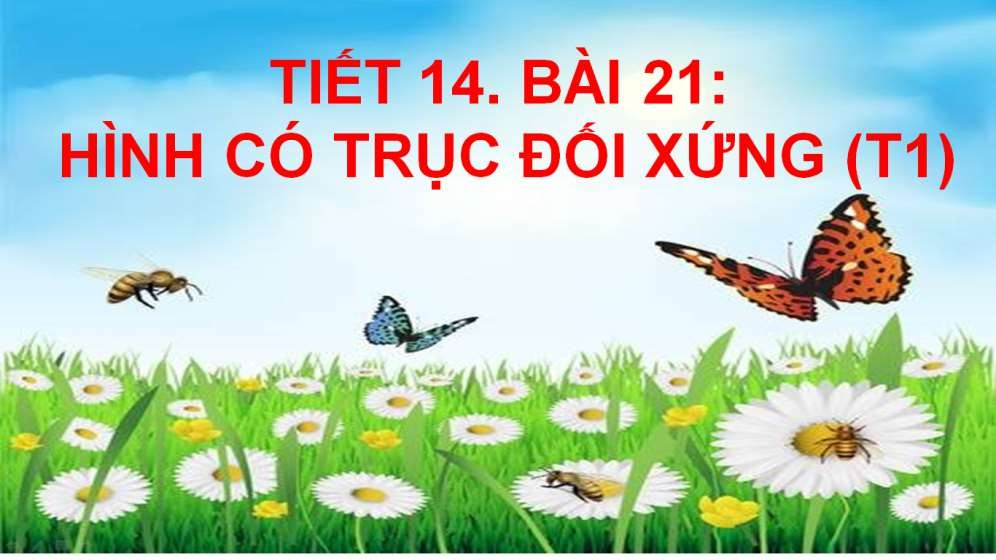 TIẾT 14. BÀI 21:
HÌNH CÓ TRỤC ĐỐI XỨNG (T1)